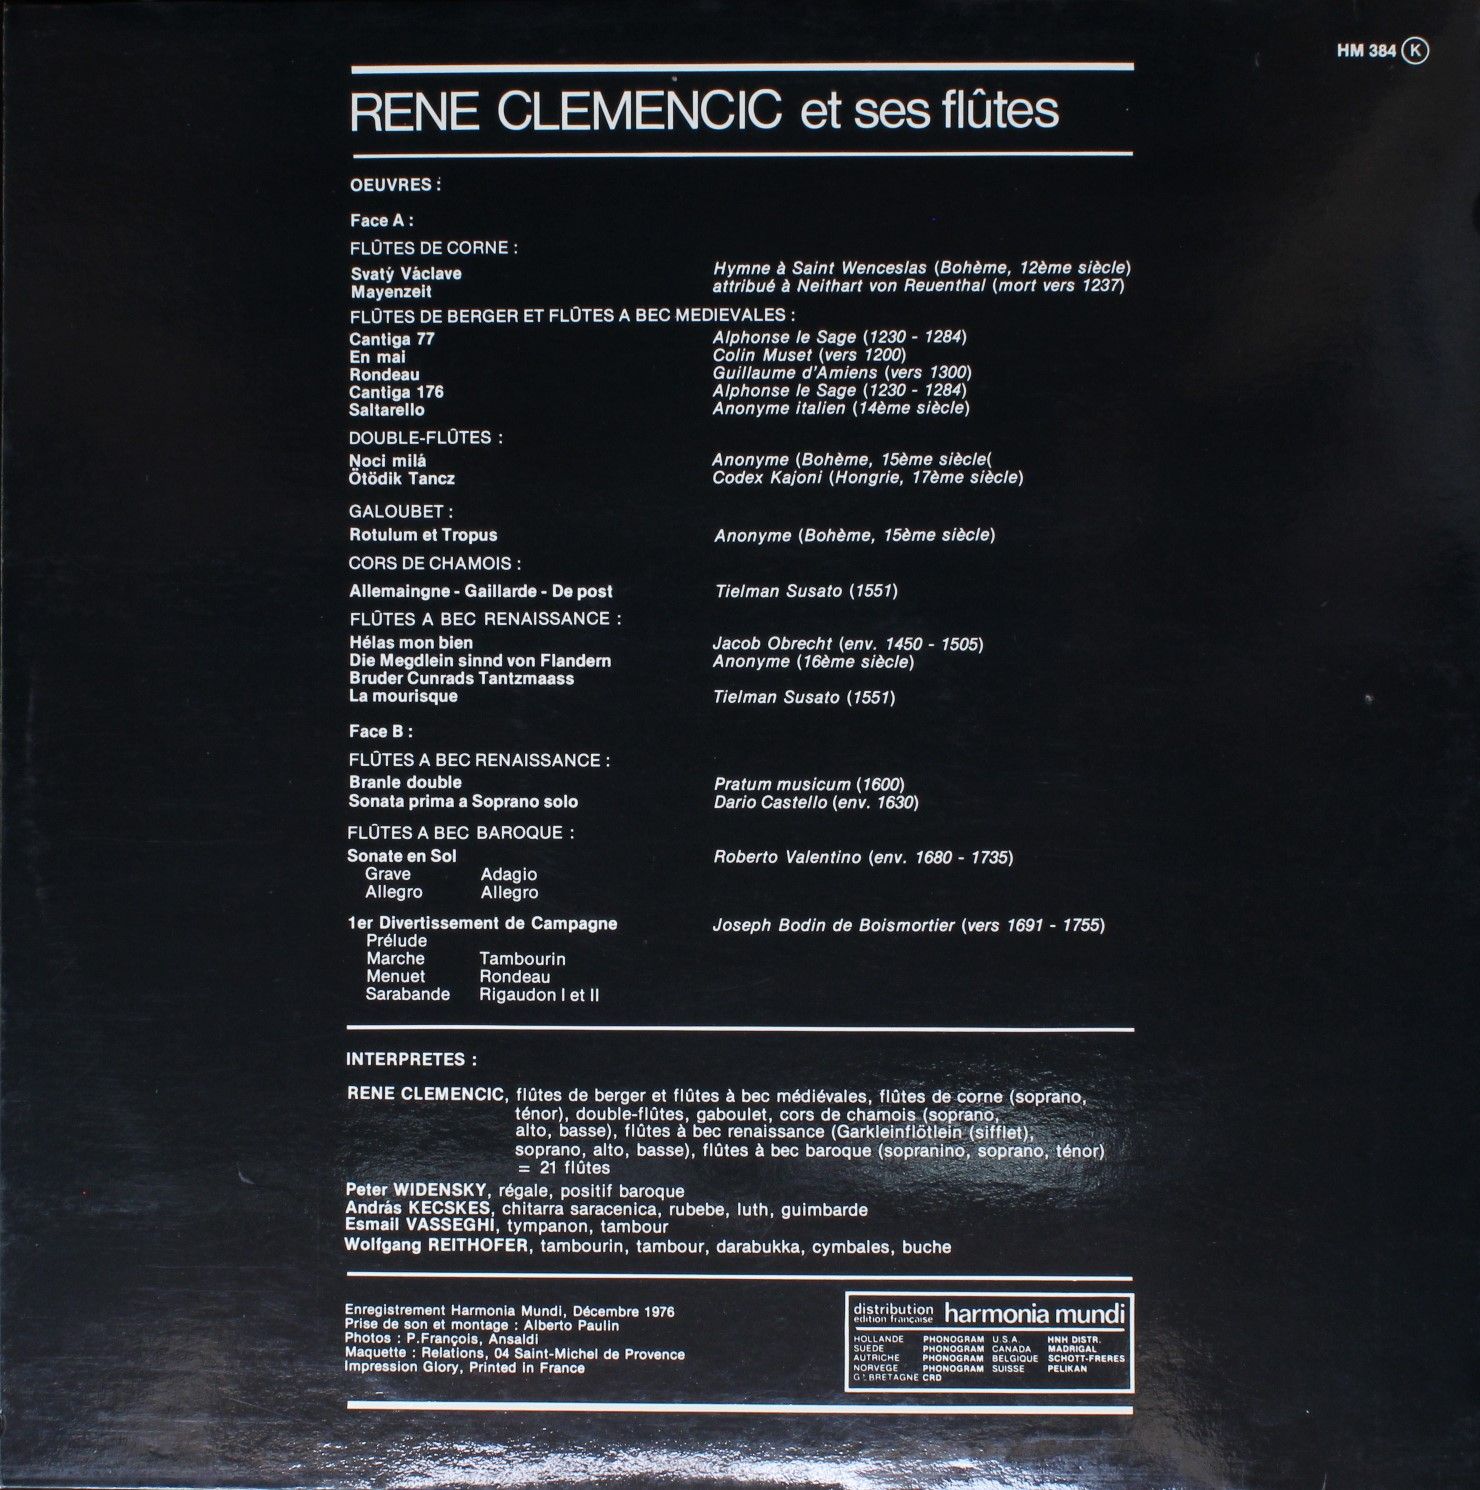 HM 384 K
RENE CLEMENCIC et ses flûtes
OEUVRES :
Face A :
FLÛTES DE CORNE :
Svatý Václave Hymne à Saint Wenceslas (Bohème, 12ème siècle)
Mayenzeit attribué à Neithart von Reuenthal (mort vers 1237)
FLÛTES DE BERGER ET FLÛTES A BEC MEDIEVALES :
Cantiga 77 Alphonse le Sage (1230 - 1284)
En mai Colin Muset (vers 1200)
Rondeau Guillaume d'Amiens (vers 1300)
Cantiga 176 Alphonse le Sage (1230 - 1284)
Saltarello Anonyme italien (14ème siècle)
DOUBLE-FLÛTES :
Noci milá Anonyme (Bohème, 15ème siècle(
Ötödik Tancz Codex Kajoni (Hongrie, 17ème siècle)
GALOUBET :
Rotulum et Tropus Anonyme (Bohème, 15ème siècle)
CORS DE CHAMOIS :
Allemaingne - Gaillarde - De post Tielman Susato (1551)
FLÛTES A BEC RENAISSANCE :
Hélas mon bien Jacob Obrecht (env. 1450 - 1505)
Die Megdlein sinnd von Flandern Anonyme (16ème siècle)
Bruder Cunrads Tantzmaass
La mourisque Tielman Susato (1551)
Face B :
FLÛTES A BEC RENAISSANCE :
Branle double Pratum musicum (1600)
Sonata prima a Soprano solo Dario Castello (env. 1630)
FLÛTES A BEC BAROQUE :
Sonate en Sol Roberto Valentino (env. 1680 - 1735)
Grave Adagio
Allegro Allegro
1er Divertissement de Campagne Joseph Bodin de Boismortier (vers 1691 - 1755)
Prélude
Marche Tambourin
Menuet Rondeau
Sarabande Rigaudon I et II
INTERPRETES :
RENE CLEMENCIC, flûtes de berger et flûtes à bec médiévales, flûtes de corne (soprano,
ténor), double-flûtes, gaboulet, cors de chamois (soprano,
alto, basse), flûtes à bec renaissance (Garkleinflötlein (sifflet),
soprano, alto, basse), flûtes à bec baroque (sopranino, soprano, ténor)
= 21 flûtes
Peter WIDENSKY, régale, positif baroque
András KECSKES, chitarra saracenica, rubebe, luth, guimbarde
Esmail VASSEGHI, tympanon, tambour
Wolfgang REITHOFER, tambourin, tambour, darabukka, cymbales, buche
Enregistrement Harmonia Mundi, Décembre 1976
Prise de son et montage : Alberto Paulin
Photos : P.François, Ansaldi
Maquette : Relations, 04 Saint-Michel de Provence
Impression Glory, Printed in France
distribution harmonia mundi
edition française
HOLLANDE PHONOGRAM U.S.A. HNH DISTR.
SUEDE PHONOGRAM CANADA MADRIGAL
AUTRICHE PHONOGRAM BELGIQUE SCHOTT-FRERES
NORVEGE PHONOGRAM SUISSE PELIKAN
Gᵈᵉ BRETAGNE CRD